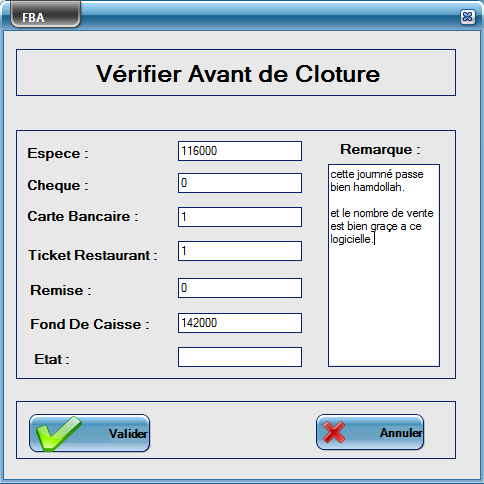 FBA
Vérifier Avant de Cloture
Espece : 116000
Cheque : 0
Carte Bancaire : 1
Ticket Restaurant : 1
Remise : 0
Fond De Caisse : 142000
Etat :
Remarque :
cette journné passe
bien hamdollah.
et le nombre de vente
est bien graçe a ce
logicielle.
Valider
Annuler